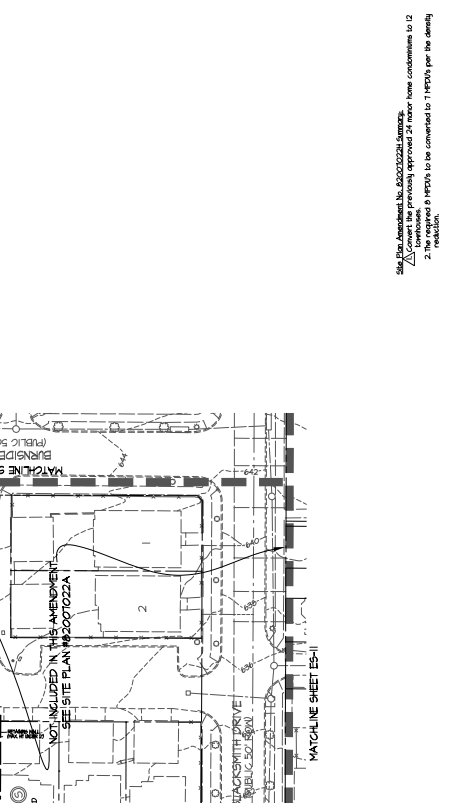 Site Plan Amendment No. 82007022H Summary:
1. Convert the previously approved 24 manor home condominiums to 12
townhouses.
2. The required 8 MPDU's to be converted to 7 MPDU's per the density
reduction.
(PUBLIC 50'
BURNSIDE
MATCHLINE S
644
642
640
638
636
1
2
NOT INCLUDED IN THIS AMENDMENT.
SEE SITE PLAN #82007022A
MATCHLINE SHEET ES-11
BLACKSMITH DRIVE
(PUBLIC 50' ROW)
S
D